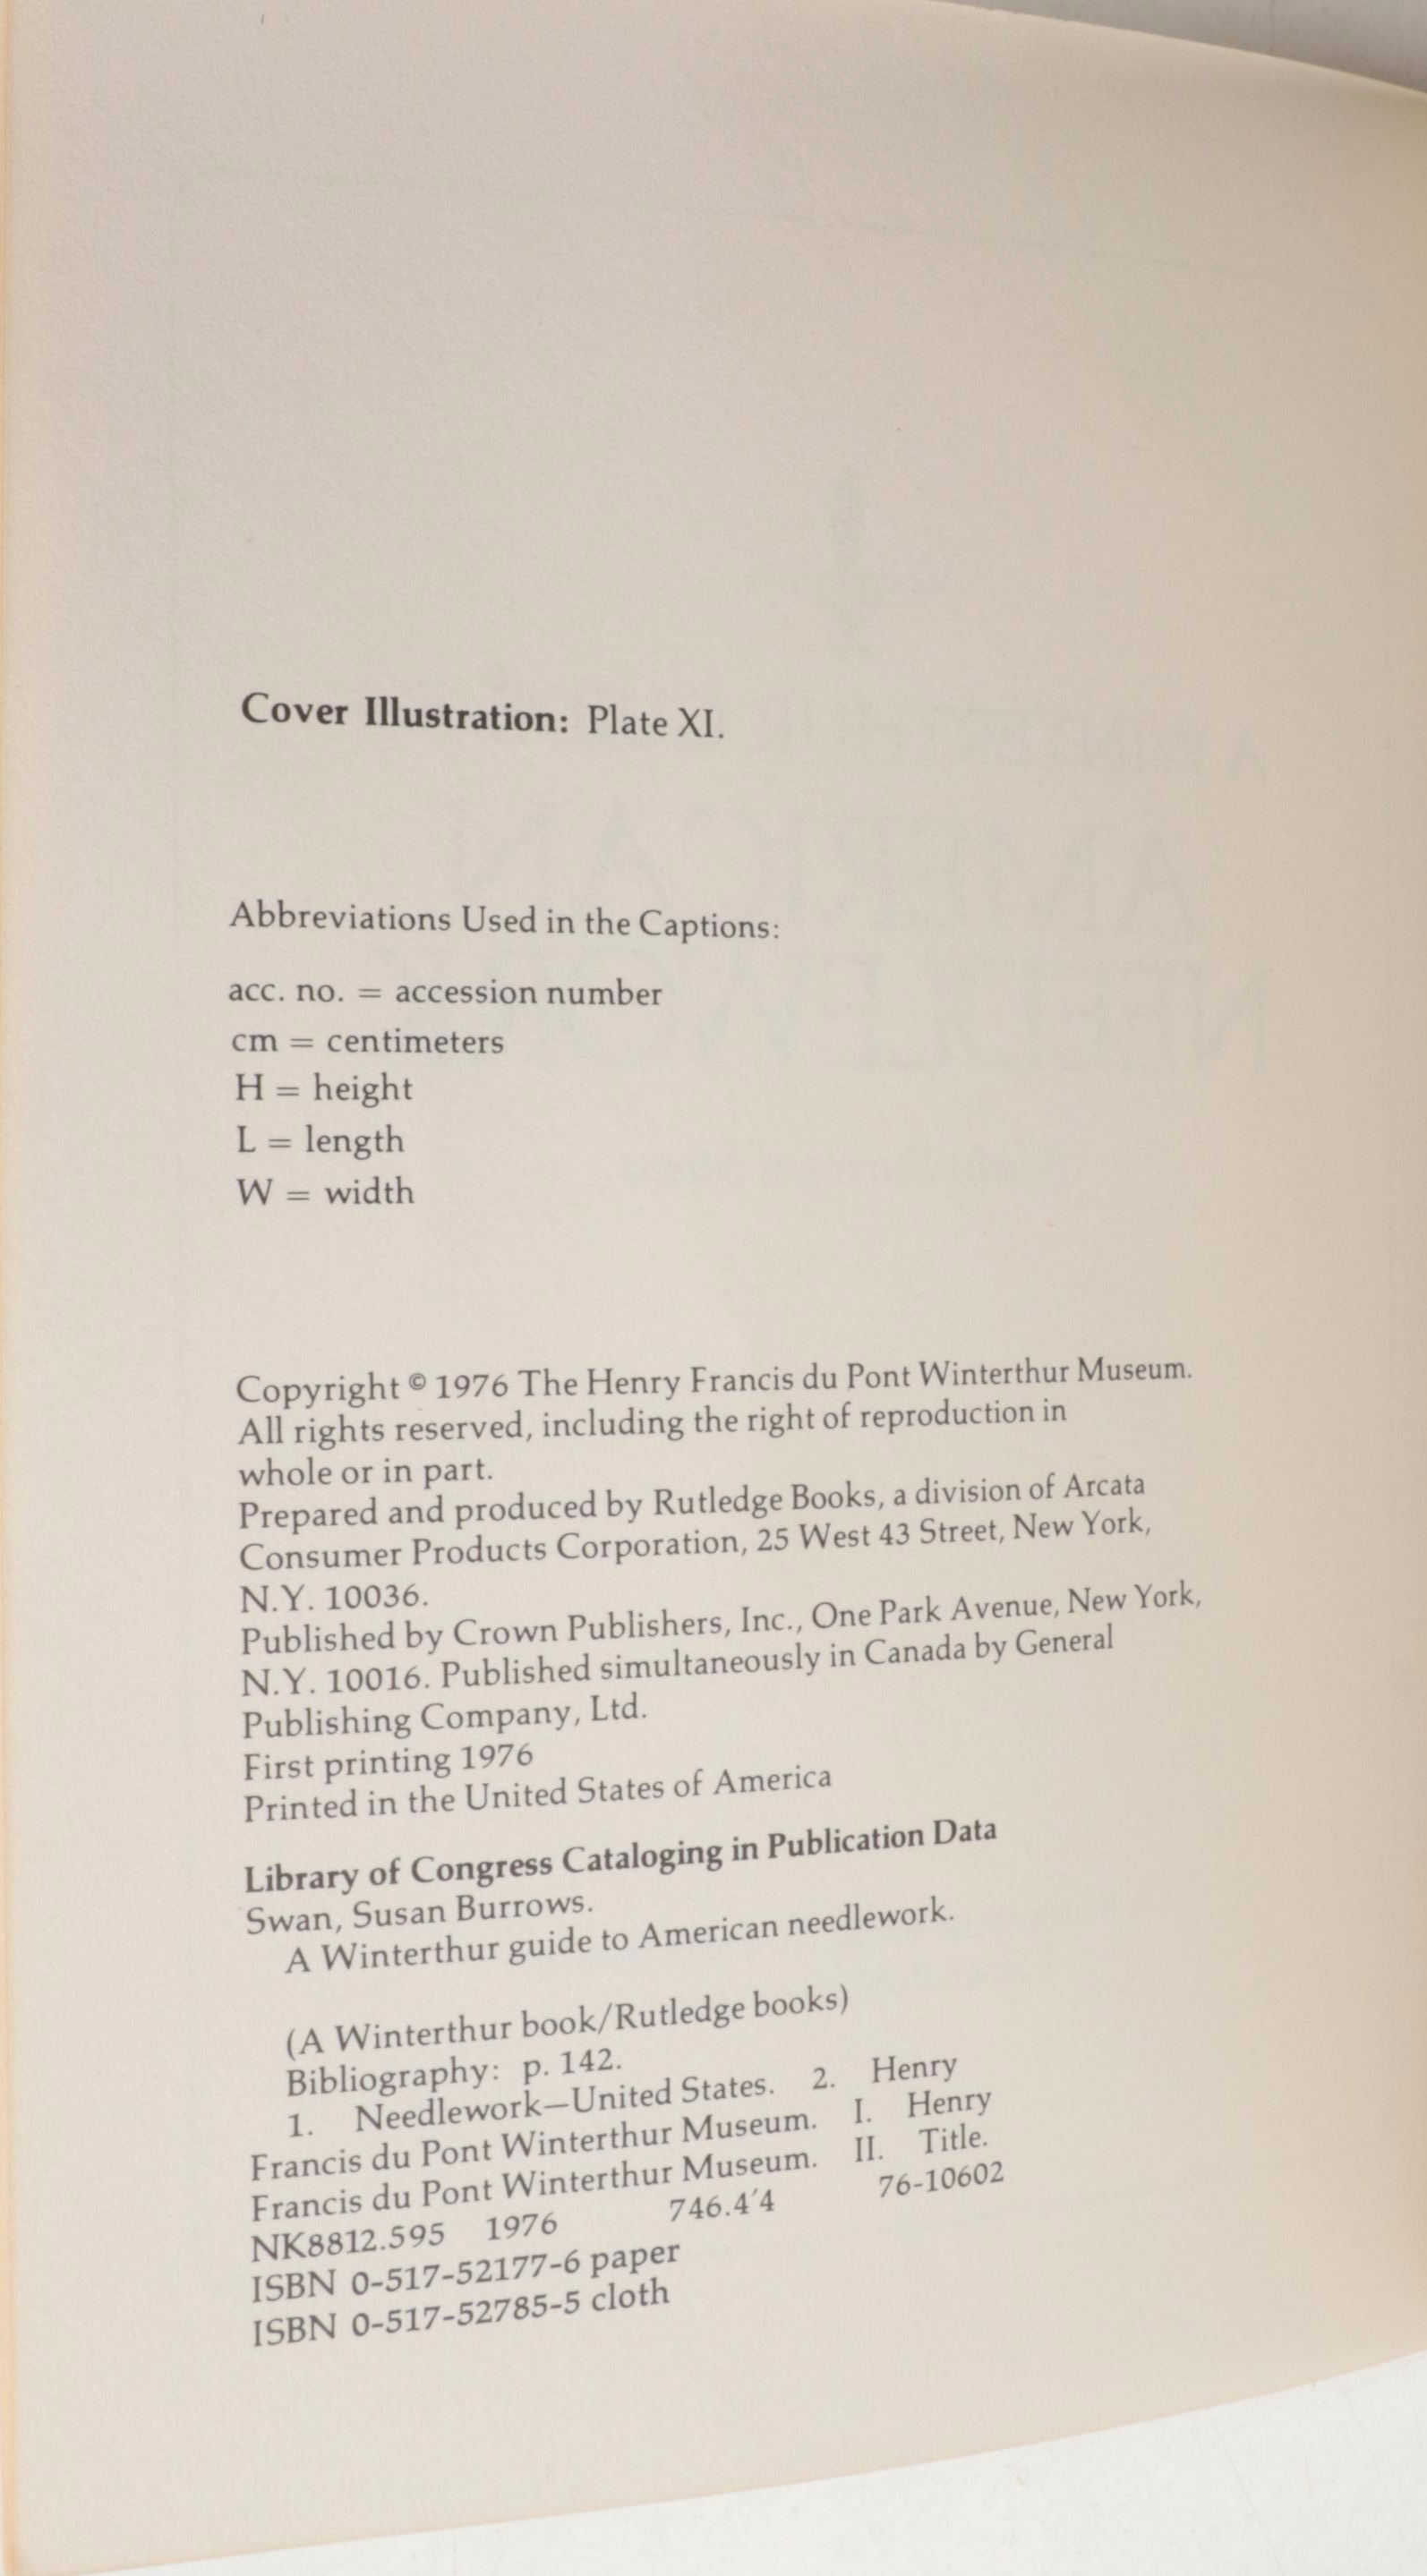 Cover Illustration: Plate XI.
Abbreviations Used in the Captions:
acc. no. = accession number
cm = centimeters
H = height
L = length
W = width
Copyright © 1976 The Henry Francis du Pont Winterthur Museum.
All rights reserved, including the right of reproduction in
whole or in part.
Prepared and produced by Rutledge Books, a division of Arcata
Consumer Products Corporation, 25 West 43 Street, New York,
N.Y. 10036.
Published by Crown Publishers, Inc., One Park Avenue, New York,
N.Y. 10016. Published simultaneously in Canada by General
Publishing Company, Ltd.
First printing 1976
Printed in the United States of America
Library of Congress Cataloging in Publication Data
Swan, Susan Burrows.
A Winterthur guide to American needlework.
(A Winterthur book/Rutledge books)
Bibliography: p. 142.
1. Needlework—United States. 2. Henry
Francis du Pont Winterthur Museum. I. Henry
Francis du Pont Winterthur Museum. II. Title.
NK8812.595 1976 746.4′4 76-10602
ISBN 0-517-52177-6 paper
ISBN 0-517-52785-5 cloth